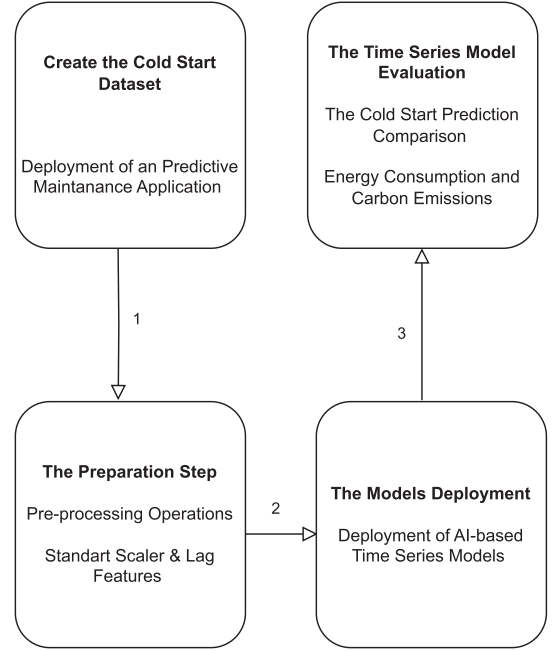 Create the Cold Start
Dataset
Deployment of an Predictive
Maintanance Application
1
The Preparation Step
Pre-processing Operations
Standart Scaler & Lag
Features
2
The Models Deployment
Deployment of AI-based
Time Series Models
3
The Time Series Model
Evaluation
The Cold Start Prediction
Comparison
Energy Consumption and
Carbon Emissions